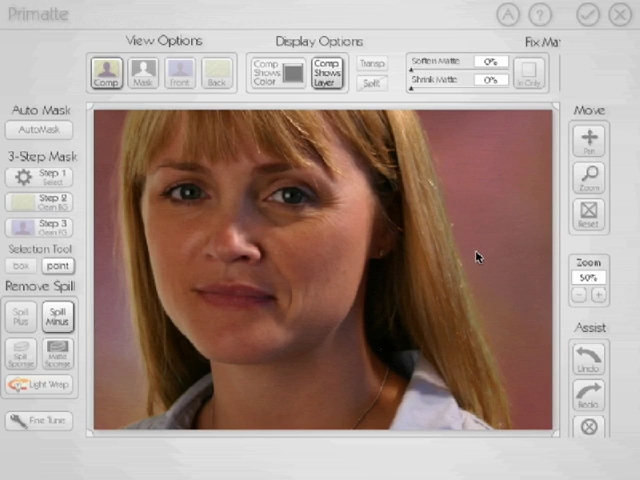 Primatte
View Options
Display Options
Fix Ma
Comp
Mask
Front
Back
Comp
Shows
Color
Comp
Shows
Layer
Transp
Split
Soften Matte 0%
Shrink Matte 0%
In Only
Auto Mask
AutoMask
3-Step Mask
Step 1
Select
Step 2
Clean BG
Step 3
Clean FG
Selection Tool
box point
Remove Spill
Spill
Plus
Spill
Minus
Spill
Sponge
Matte
Sponge
Light Wrap
Fine Tune
Move
Pan
Zoom
Reset
Zoom
50%
Assist
Undo
Redo